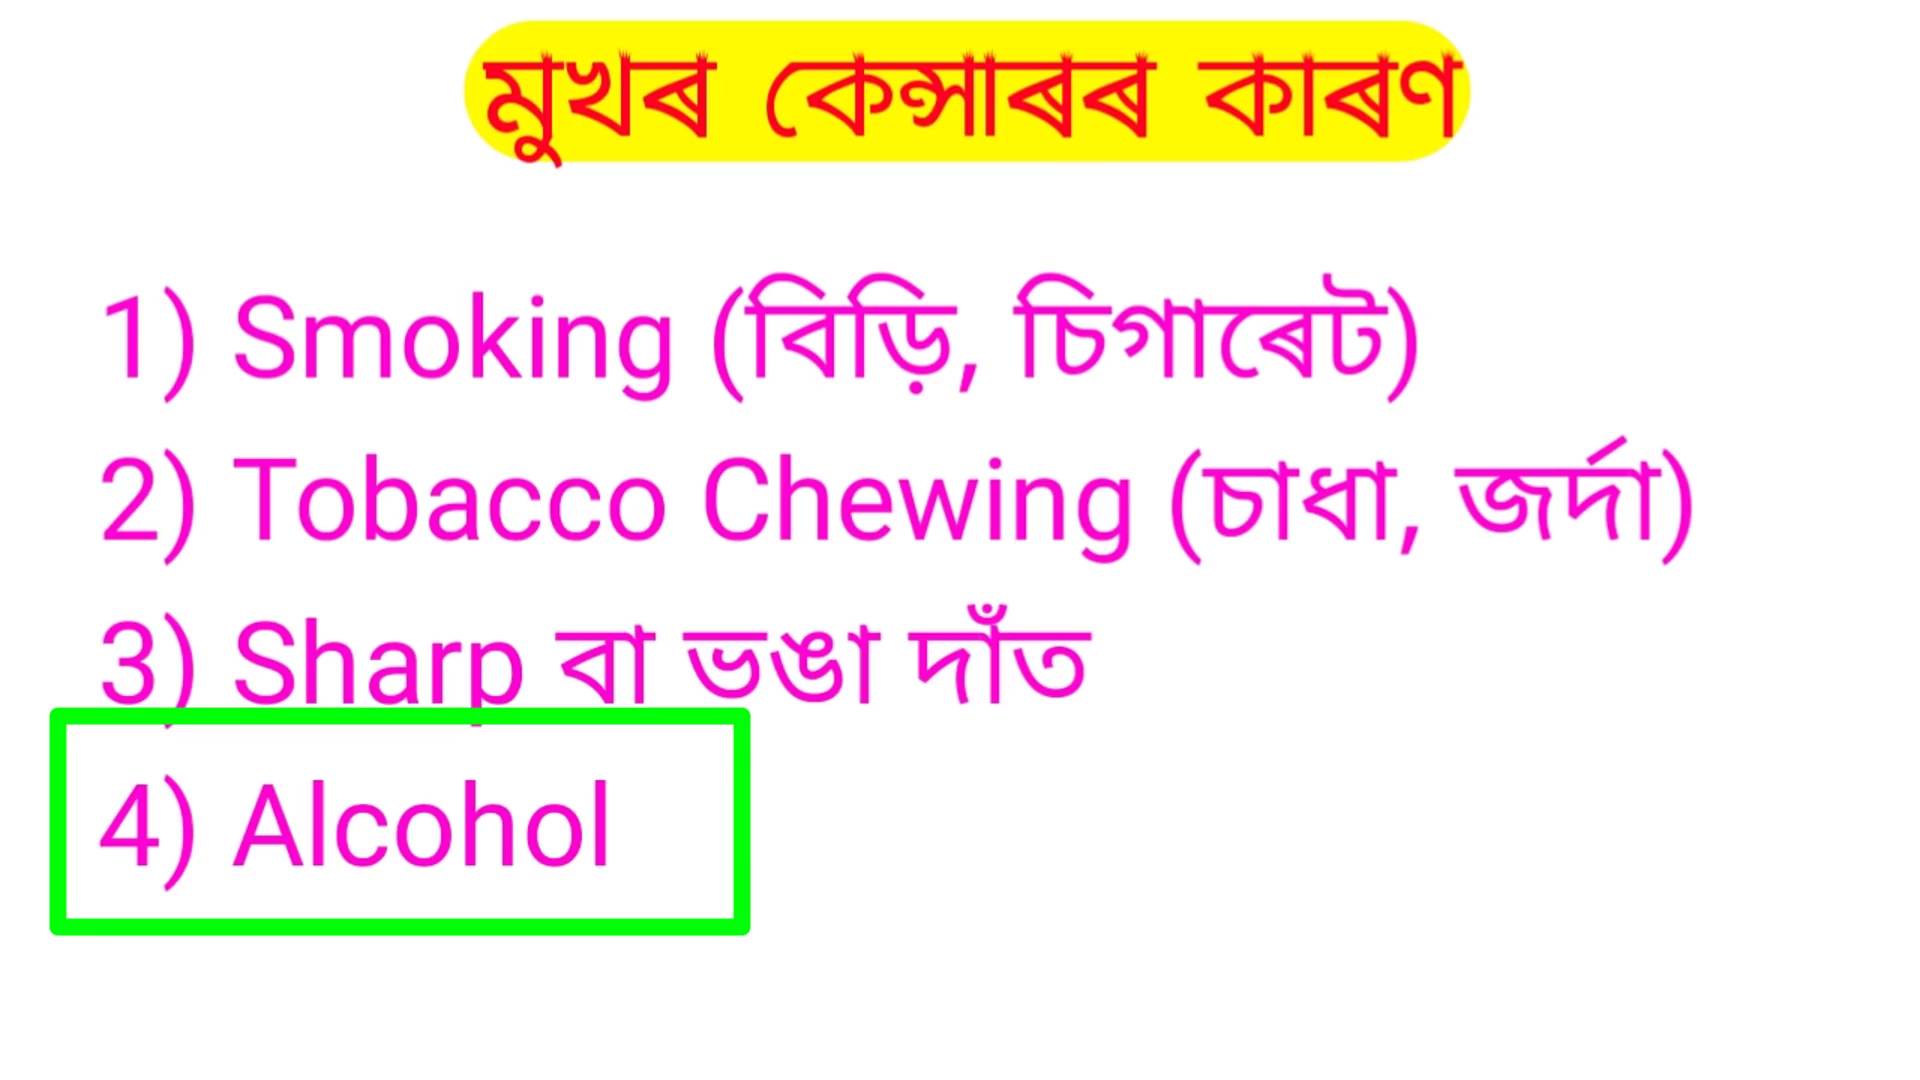 মুখৰ কেন্সাৰৰ কাৰণ
1) Smoking (বিড়ি, চিগাৰেট)
2) Tobacco Chewing (চাধা, জৰ্দা)
3) Sharp বা ভঙা দাঁত
4) Alcohol